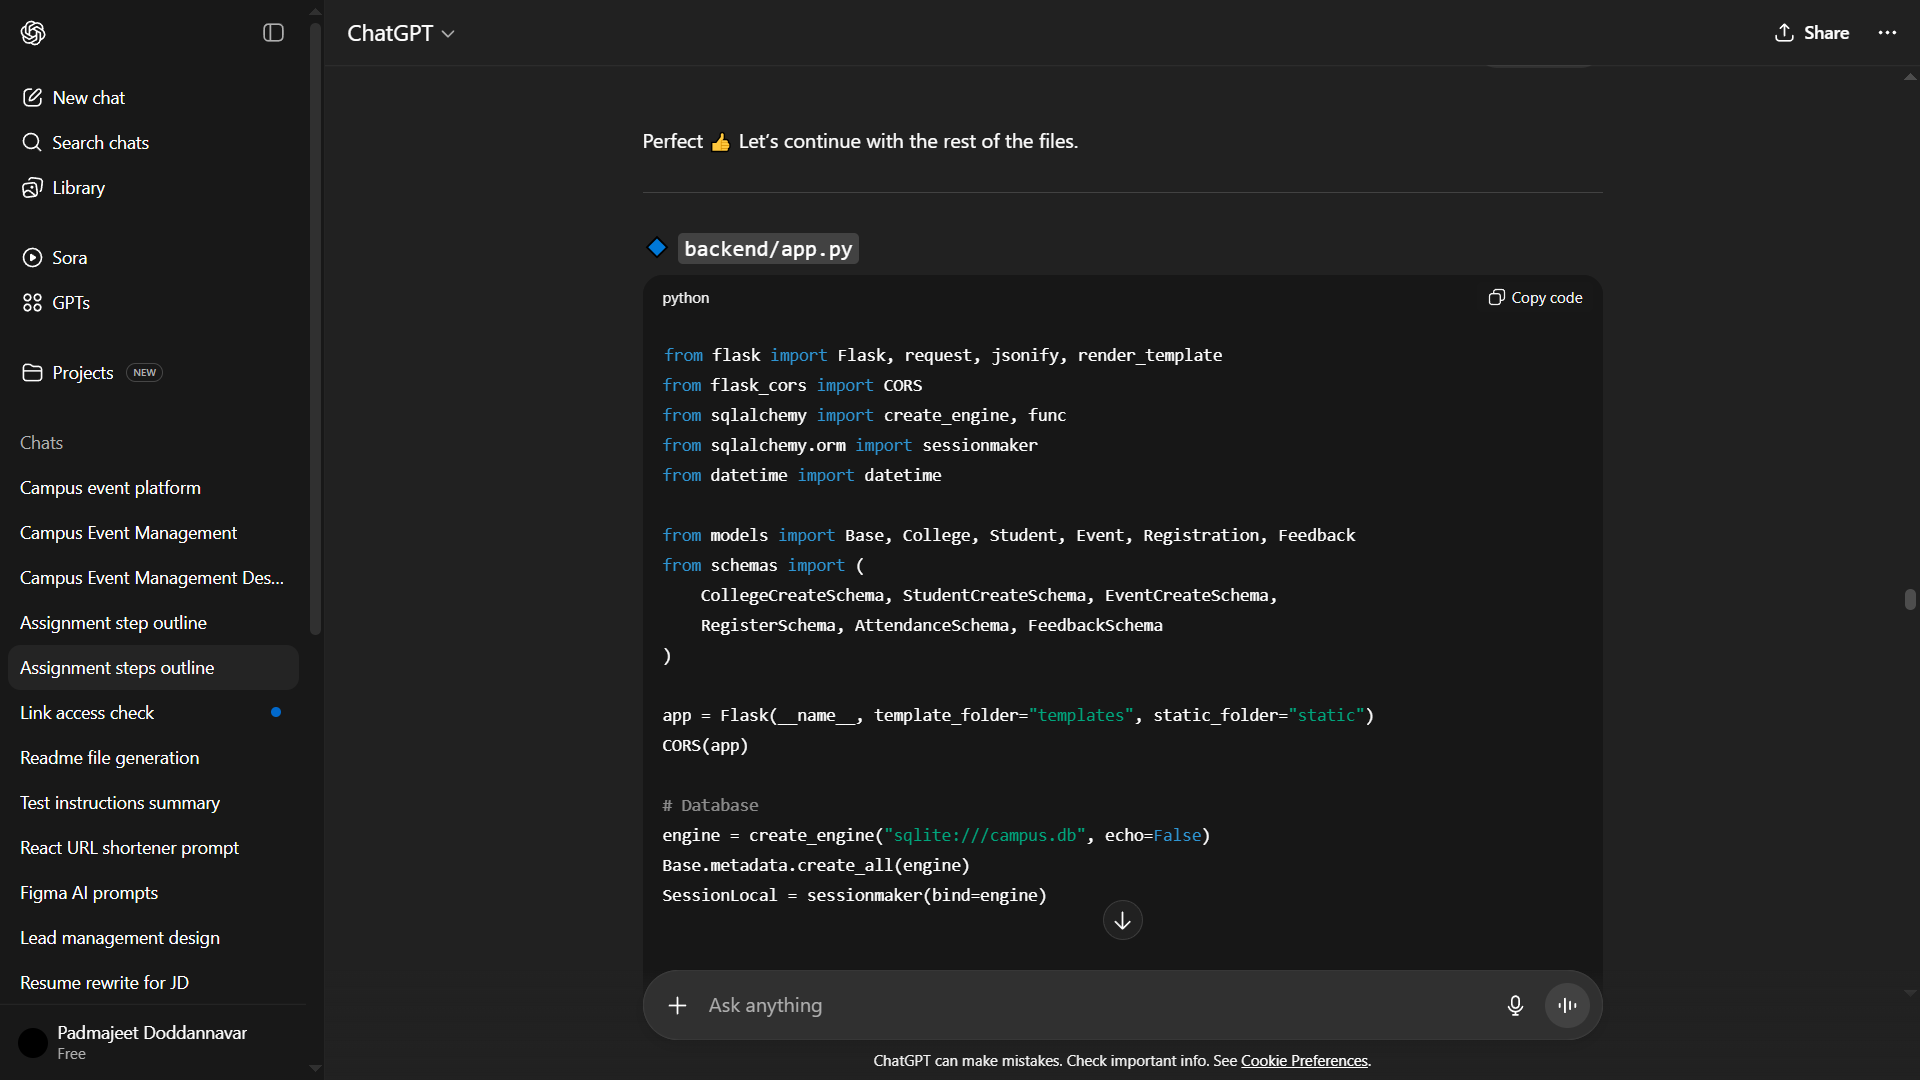 ChatGPT
Share
New chat
Search chats
Library
Sora
GPTs
Projects NEW
Chats
Campus event platform
Campus Event Management
Campus Event Management Des...
Assignment step outline
Assignment steps outline
Link access check
Readme file generation
Test instructions summary
React URL shortener prompt
Figma AI prompts
Lead management design
Resume rewrite for JD
Padmajeet Doddannavar
Free
Perfect 👍 Let’s continue with the rest of the files.
🔹 backend/app.py
python
Copy code
from flask import Flask, request, jsonify, render_template
from flask_cors import CORS
from sqlalchemy import create_engine, func
from sqlalchemy.orm import sessionmaker
from datetime import datetime
from models import Base, College, Student, Event, Registration, Feedback
from schemas import (
    CollegeCreateSchema, StudentCreateSchema, EventCreateSchema,
    RegisterSchema, AttendanceSchema, FeedbackSchema
)
app = Flask(__name__, template_folder="templates", static_folder="static")
CORS(app)
# Database
engine = create_engine("sqlite:///campus.db", echo=False)
Base.metadata.create_all(engine)
SessionLocal = sessionmaker(bind=engine)
Ask anything
ChatGPT can make mistakes. Check important info. See Cookie Preferences.